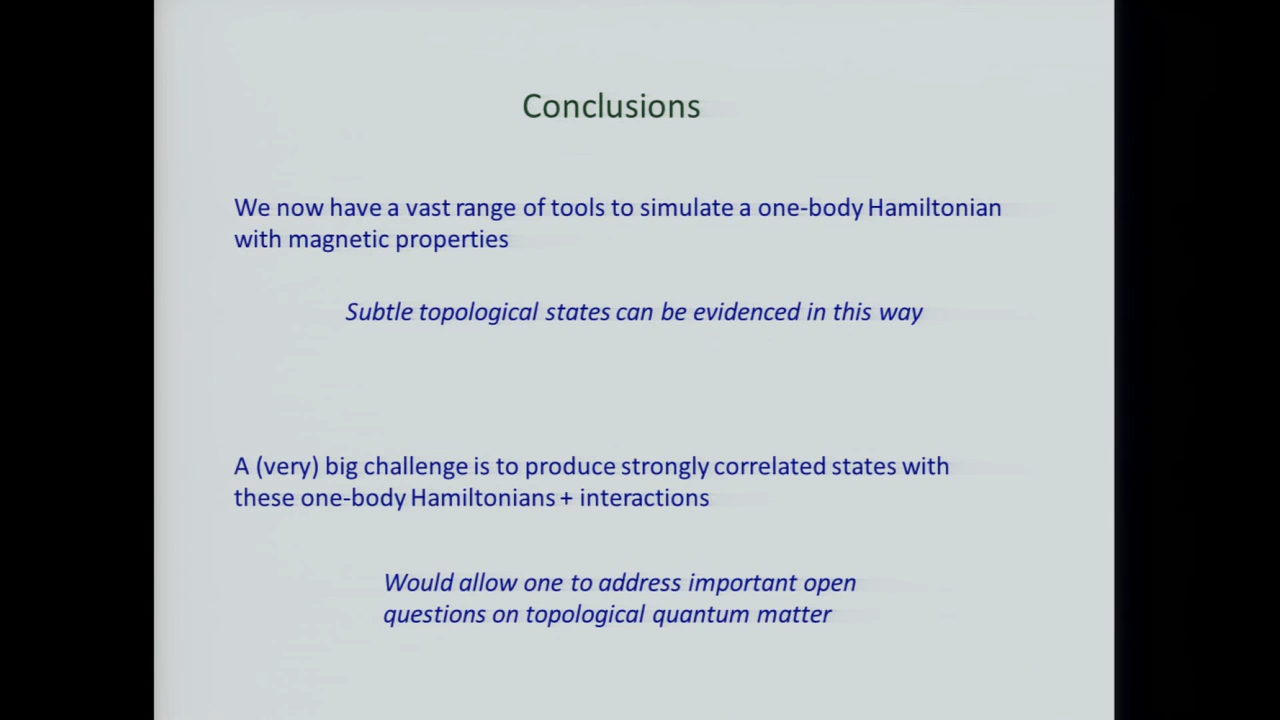 Conclusions
We now have a vast range of tools to simulate a one-body Hamiltonian
with magnetic properties
Subtle topological states can be evidenced in this way
A (very) big challenge is to produce strongly correlated states with
these one-body Hamiltonians + interactions
Would allow one to address important open
questions on topological quantum matter